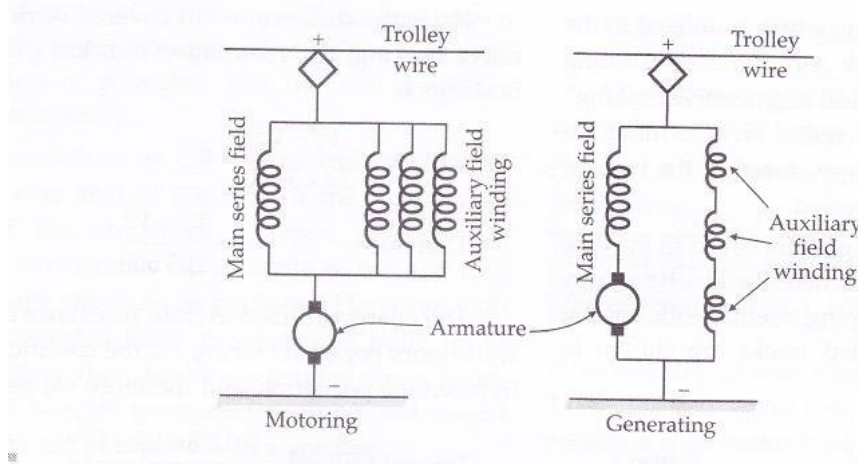 +
Trolley
wire
Main series field
Auxiliary field
winding
Armature
−
Motoring
+
Trolley
wire
Main series field
Auxiliary
field
winding
−
Generating